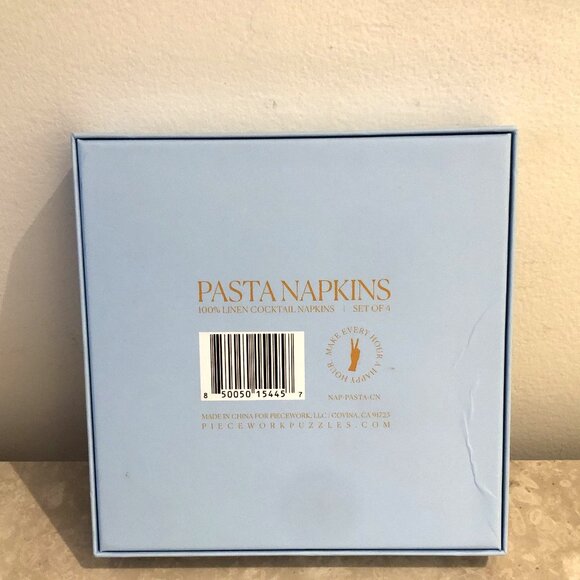 PASTA NAPKINS
100% LINEN COCKTAIL NAPKINS | SET OF 4
MAKE EVERY HOUR A HAPPY HOUR.
8 50050 15445 7
NAP-PASTA-CN
MADE IN CHINA FOR PIECEWORK, LLC | COVINA, CA 91723
PIECEWORKPUZZLES.COM